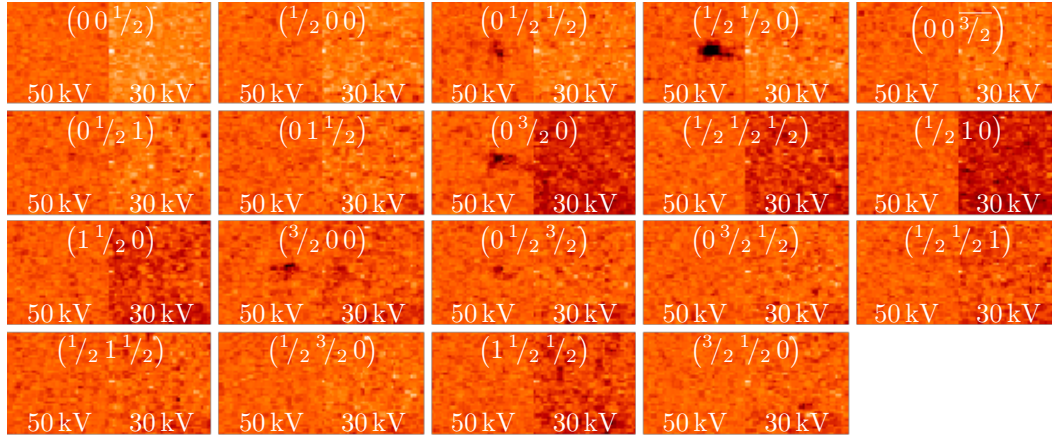 (0 0 1/2) (1/2 0 0) (0 1/2 1/2) (1/2 1/2 0) (0 0 3̅/̅2̅)
50 kV 30 kV 50 kV 30 kV 50 kV 30 kV 50 kV 30 kV 50 kV 30 kV
(0 1/2 1) (0 1 1/2) (0 3/2 0) (1/2 1/2 1/2) (1/2 1 0)
50 kV 30 kV 50 kV 30 kV 50 kV 30 kV 50 kV 30 kV 50 kV 30 kV
(1 1/2 0) (3/2 0 0) (0 1/2 3/2) (0 3/2 1/2) (1/2 1/2 1)
50 kV 30 kV 50 kV 30 kV 50 kV 30 kV 50 kV 30 kV 50 kV 30 kV
(1/2 1 1/2) (1/2 3/2 0) (1 1/2 1/2) (3/2 1/2 0)
50 kV 30 kV 50 kV 30 kV 50 kV 30 kV 50 kV 30 kV